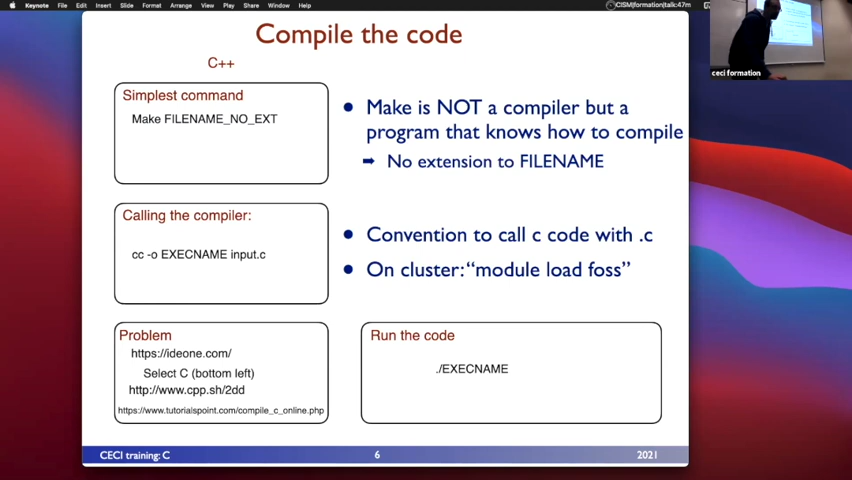 Keynote File Edit Insert Slide Format Arrange View Play Share Window Help
CISM|formation|talk:47m
ceci formation
Compile the code
C++
Simplest command
Make FILENAME_NO_EXT
Make is NOT a compiler but a
program that knows how to compile
No extension to FILENAME
Calling the compiler:
cc -o EXECNAME input.c
Convention to call c code with .c
On cluster: “module load foss”
Problem
https://ideone.com/
Select C (bottom left)
http://www.cpp.sh/2dd
https://www.tutorialspoint.com/compile_c_online.php
Run the code
./EXECNAME
CECI training: C
6
2021